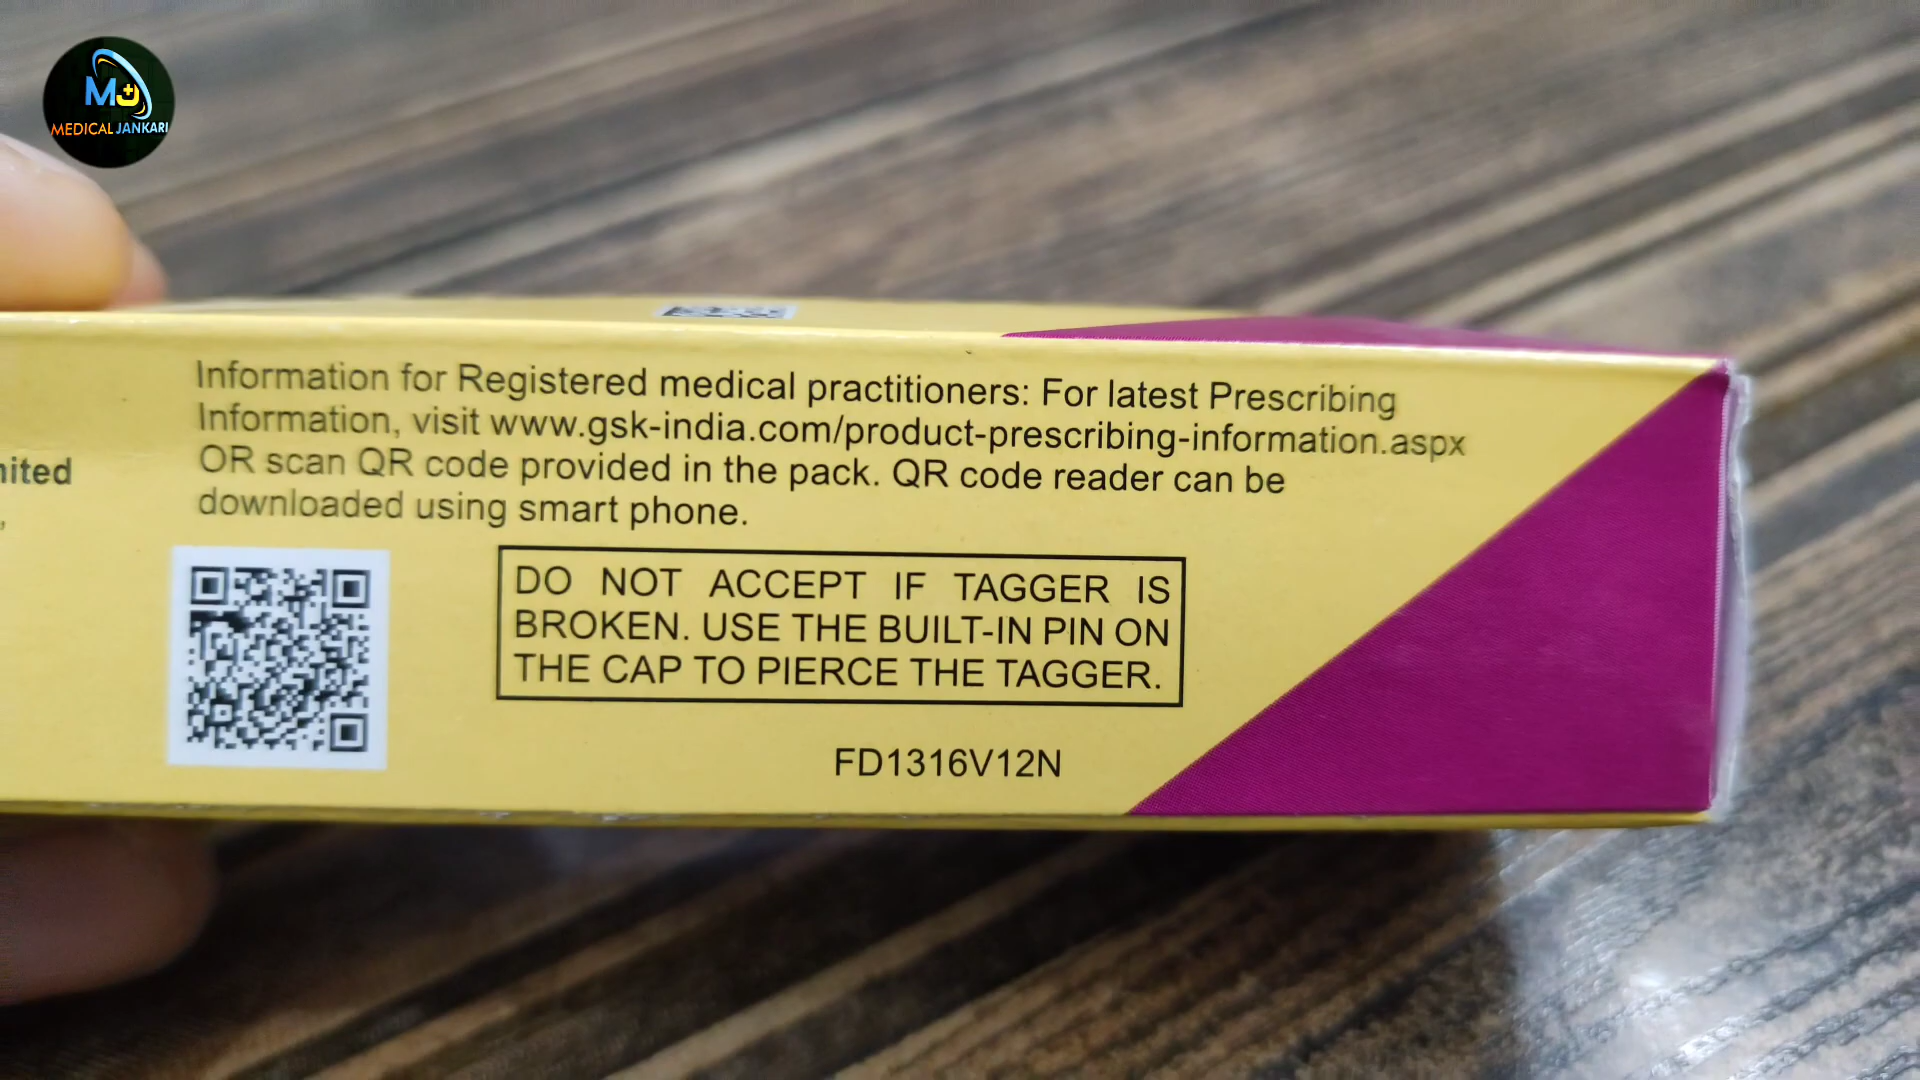 MEDICAL JANKARI
Information for Registered medical practitioners: For latest Prescribing
Information, visit www.gsk-india.com/product-prescribing-information.aspx
OR scan QR code provided in the pack. QR code reader can be
downloaded using smart phone.
DO NOT ACCEPT IF TAGGER IS
BROKEN. USE THE BUILT-IN PIN ON
THE CAP TO PIERCE THE TAGGER.
FD1316V12N